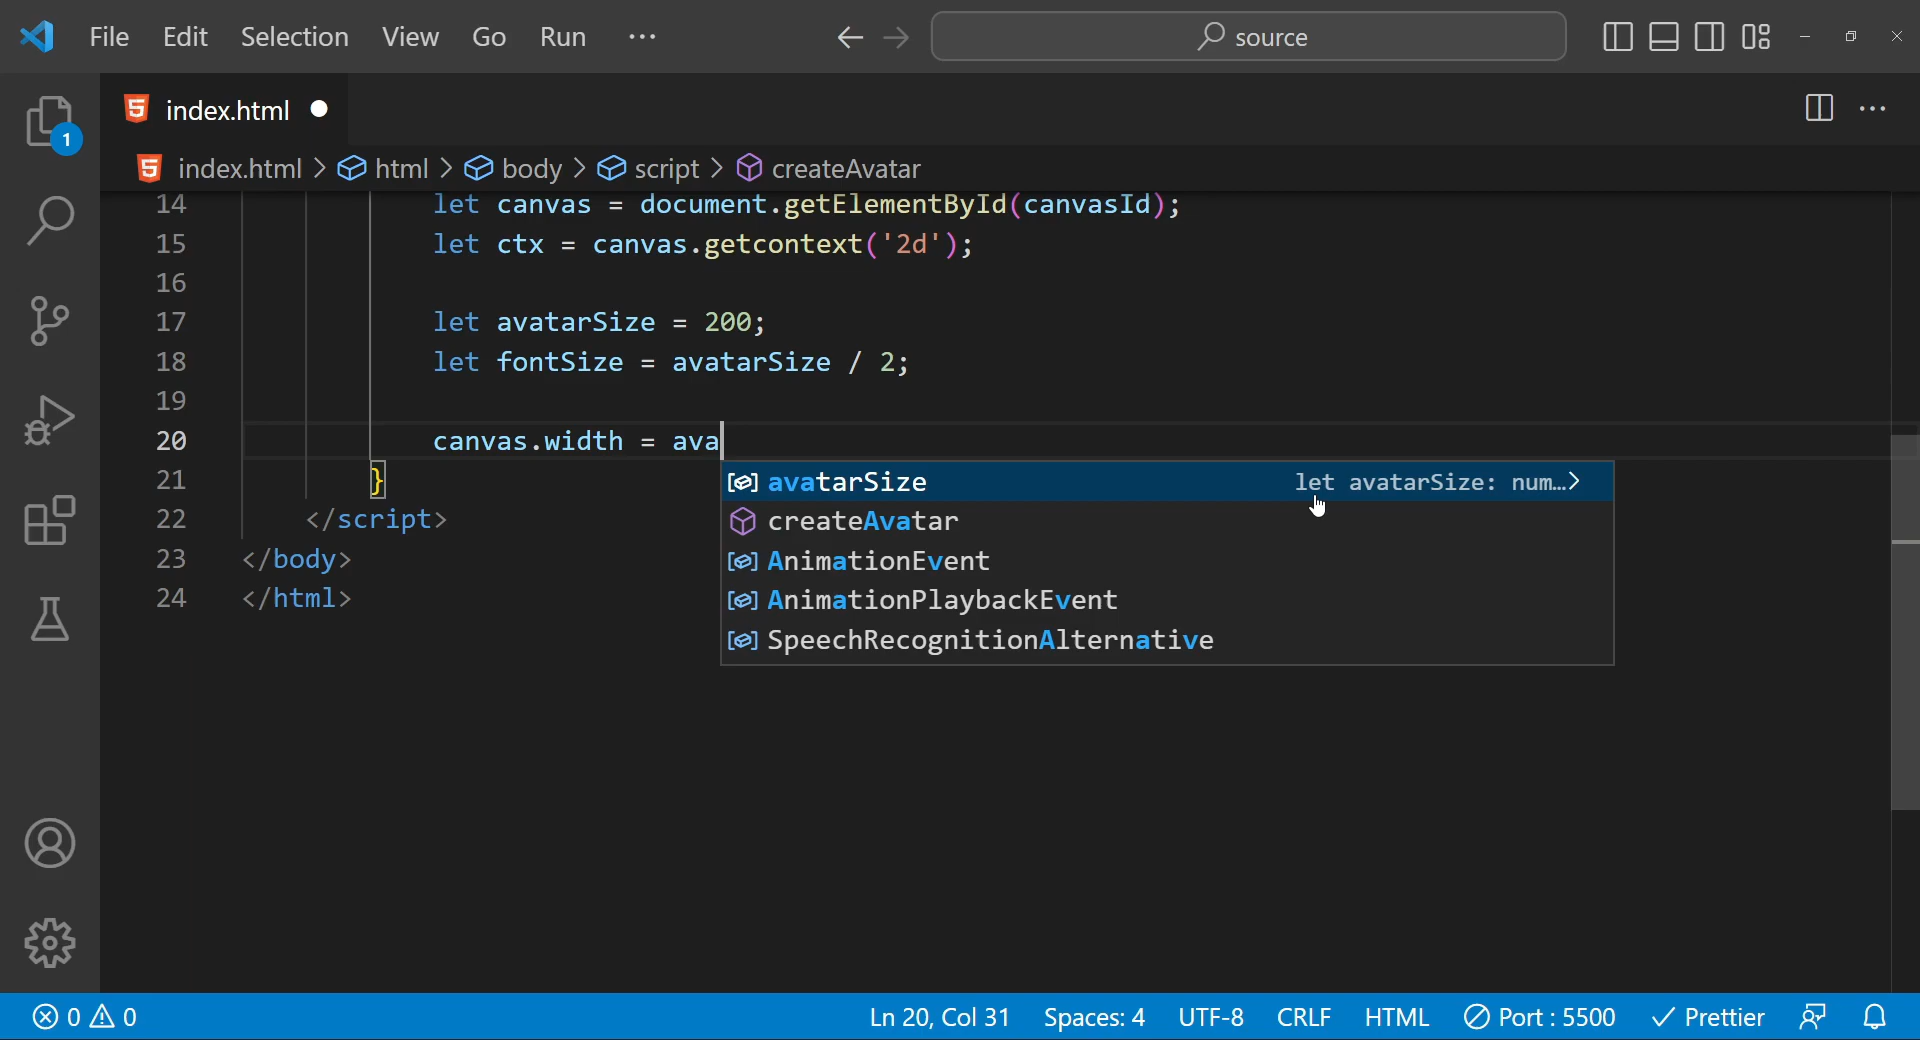 File Edit Selection View Go Run ··· source
index.html
index.html > html > body > script > createAvatar
14 let canvas = document.getElementById(canvasId);
15 let ctx = canvas.getcontext('2d');
16
17 let avatarSize = 200;
18 let fontSize = avatarSize / 2;
19
20 canvas.width = ava
avatarSize let avatarSize: num...>
21 }
createAvatar
22 </script>
AnimationEvent
23 </body>
AnimationPlaybackEvent
24 </html>
SpeechRecognitionAlternative
1
0 0 Ln 20, Col 31 Spaces: 4 UTF-8 CRLF HTML Port : 5500 Prettier